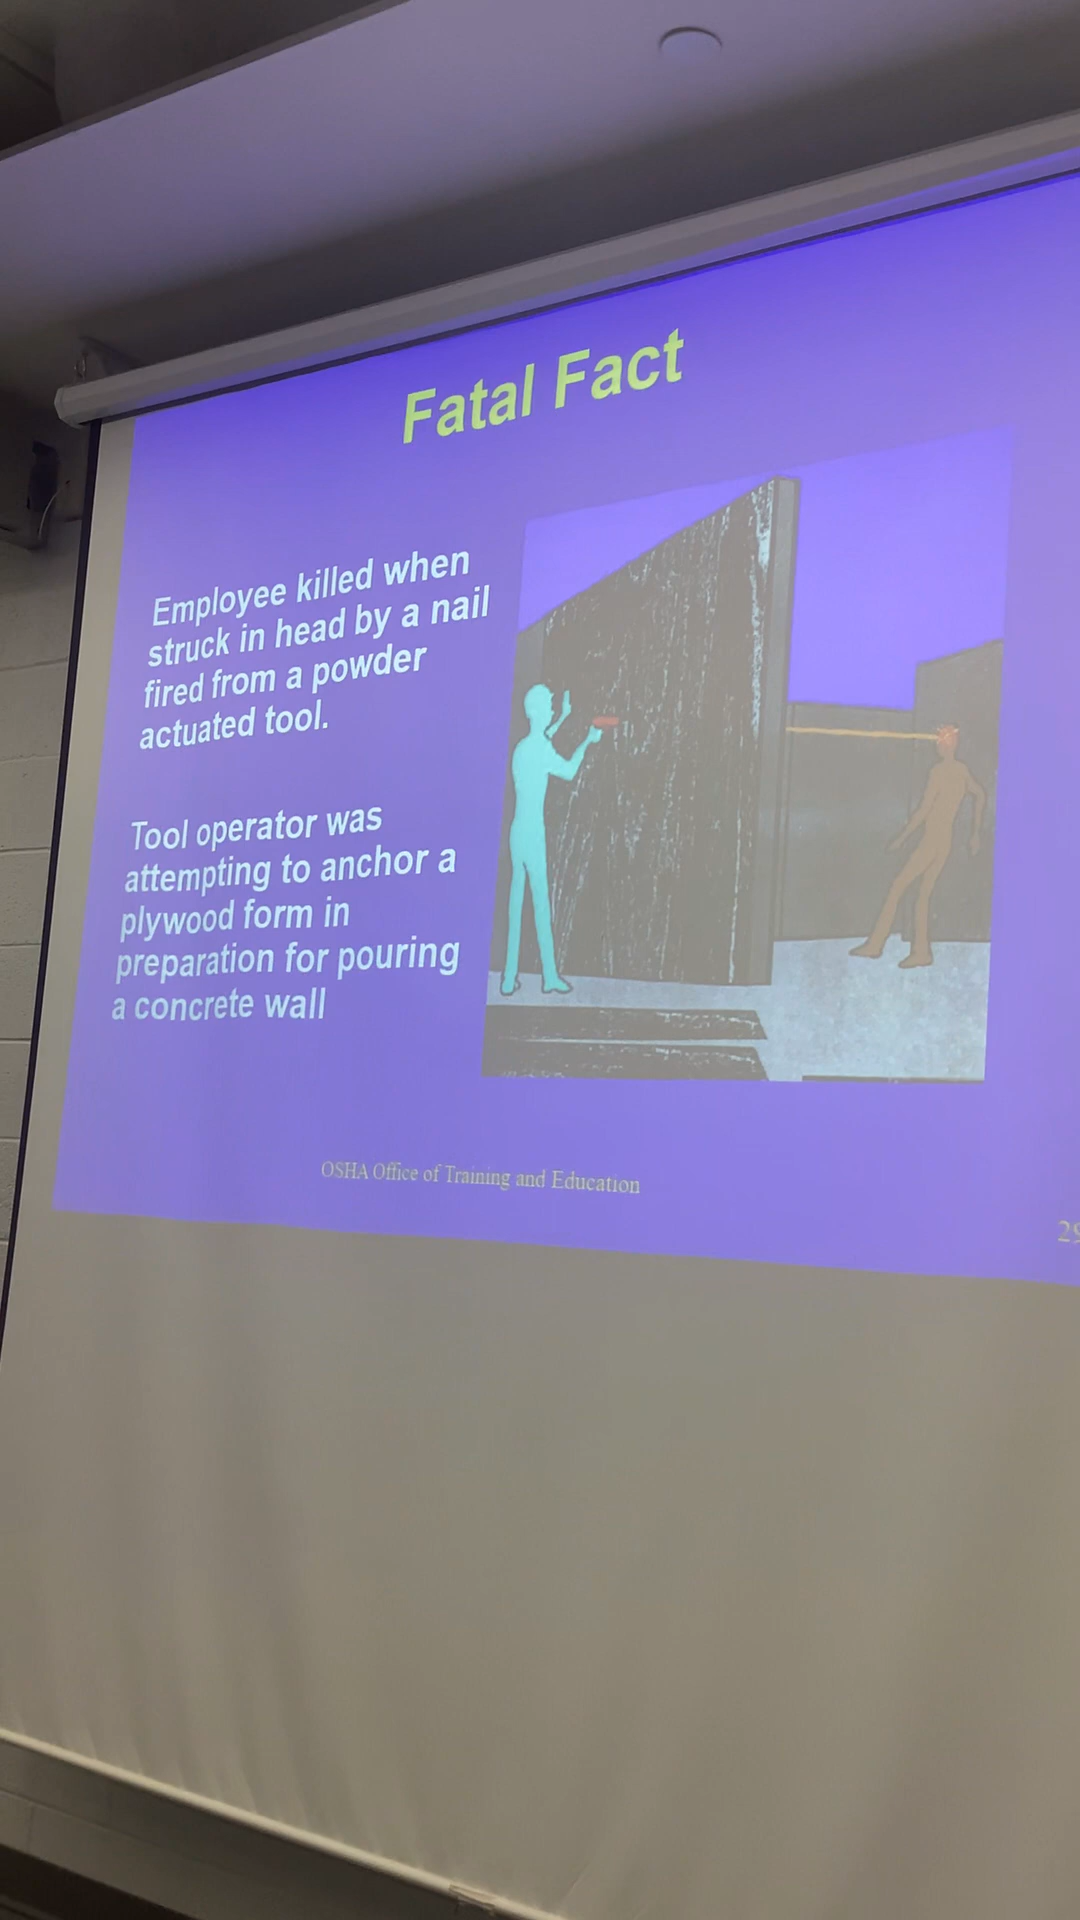 Fatal Fact
Employee killed when
struck in head by a nail
fired from a powder
actuated tool.
Tool operator was
attempting to anchor a
plywood form in
preparation for pouring
a concrete wall
OSHA Office of Training and Education